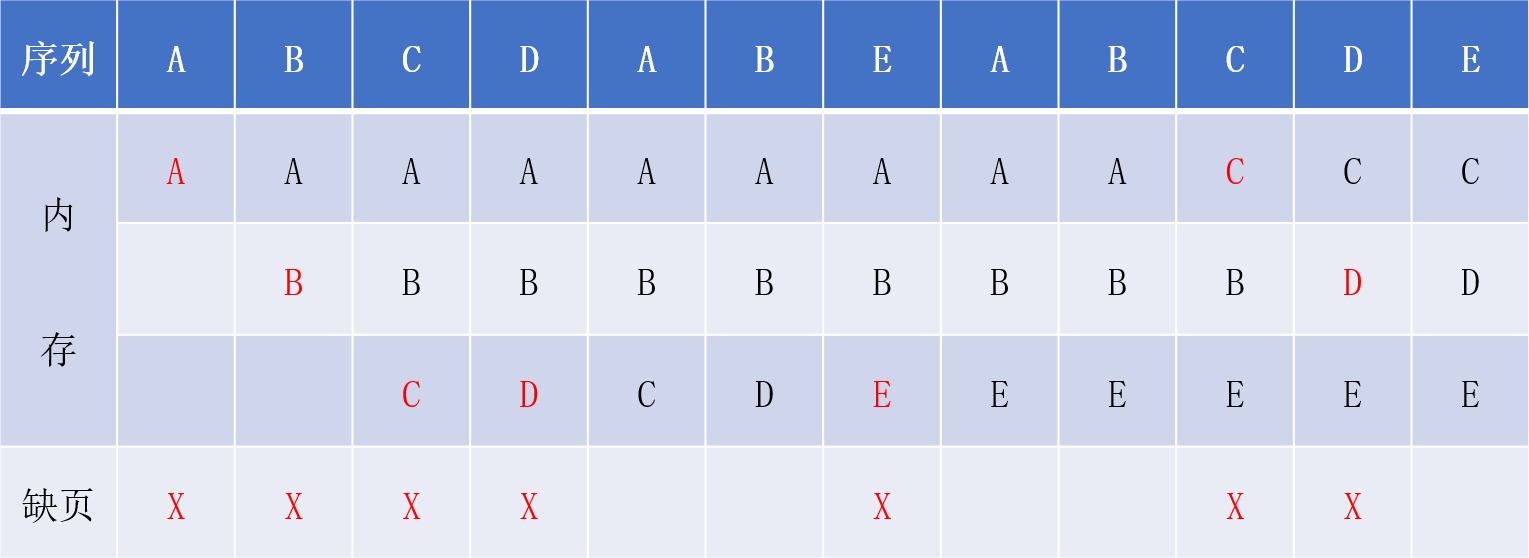 序列 A B C D A B E A B C D E
内存 A A A A A A A A A C C C
B B B B B B B B B D D
C D C D E E E E E E
缺页 X X X X X X X